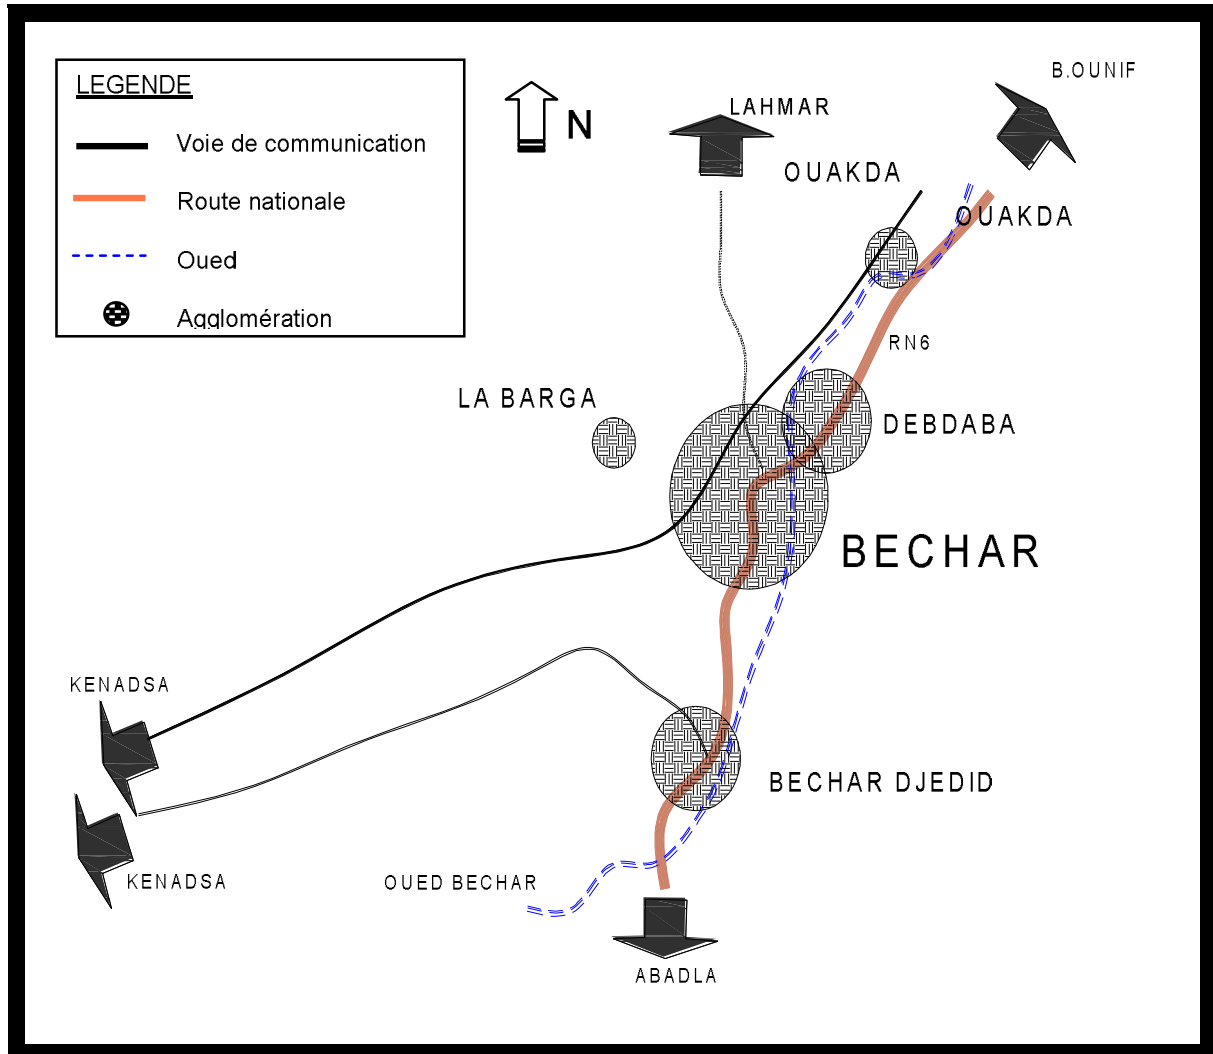 LEGENDE
Voie de communication
Route nationale
Oued
Agglomération
N
B.OUNIF
LAHMAR
OUAKDA
OUAKDA
RN6
LA BARGA
DEBDABA
BECHAR
KENADSA
BECHAR DJEDID
KENADSA
OUED BECHAR
ABADLA